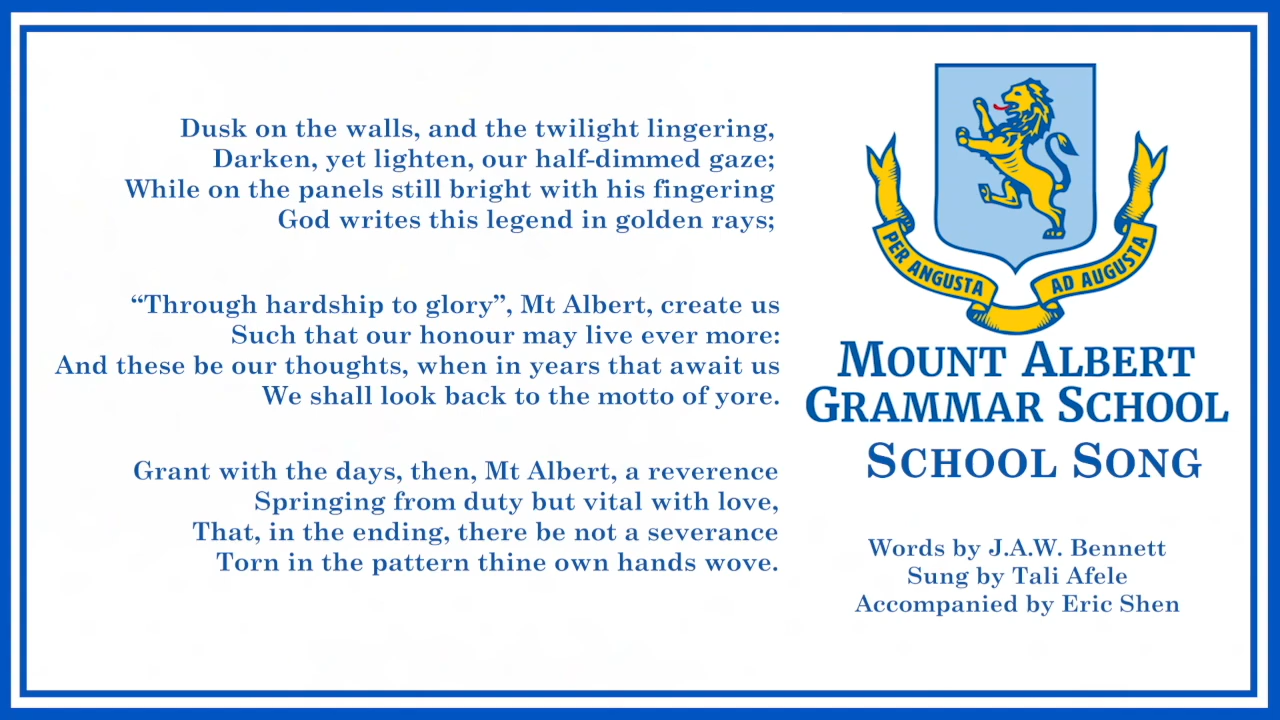 Dusk on the walls, and the twilight lingering,
Darken, yet lighten, our half-dimmed gaze;
While on the panels still bright with his fingering
God writes this legend in golden rays;
“Through hardship to glory”, Mt Albert, create us
Such that our honour may live ever more:
And these be our thoughts, when in years that await us
We shall look back to the motto of yore.
Grant with the days, then, Mt Albert, a reverence
Springing from duty but vital with love,
That, in the ending, there be not a severance
Torn in the pattern thine own hands wove.
PER ANGUSTA AD AUGUSTA
MOUNT ALBERT
GRAMMAR SCHOOL
SCHOOL SONG
Words by J.A.W. Bennett
Sung by Tali Afele
Accompanied by Eric Shen